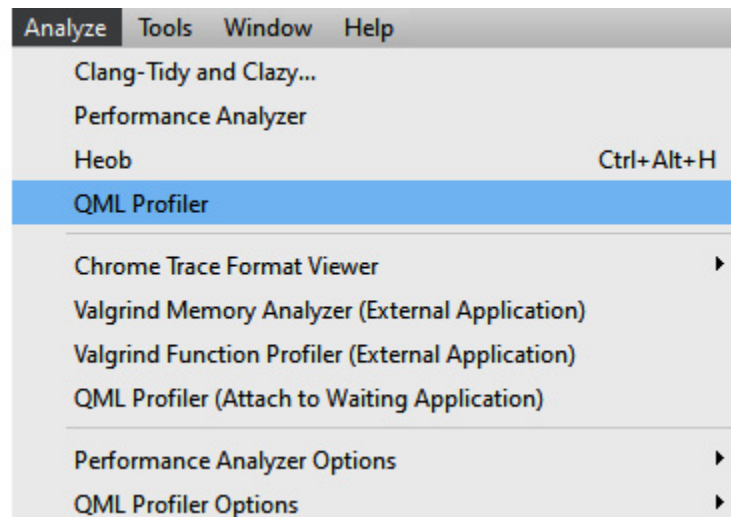 Analyze Tools Window Help
Clang-Tidy and Clazy...
Performance Analyzer
Heob Ctrl+Alt+H
QML Profiler
Chrome Trace Format Viewer
Valgrind Memory Analyzer (External Application)
Valgrind Function Profiler (External Application)
QML Profiler (Attach to Waiting Application)
Performance Analyzer Options
QML Profiler Options